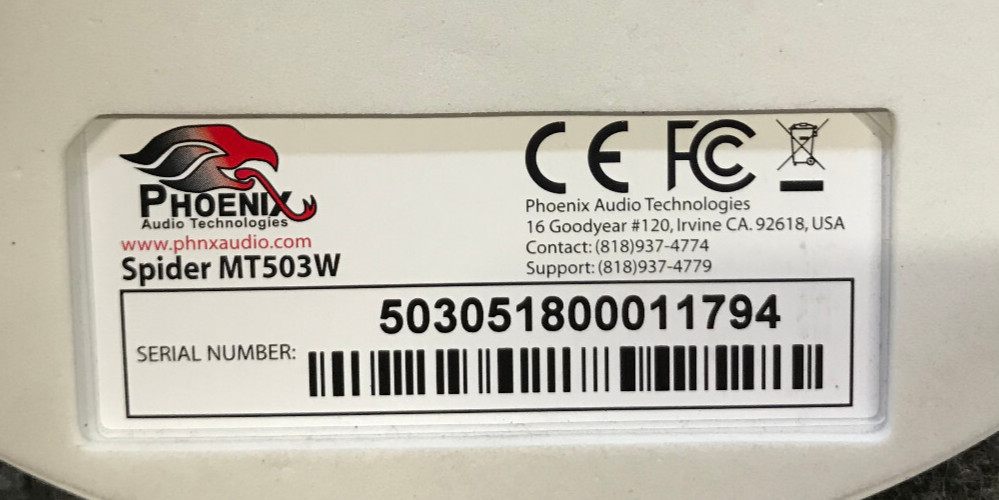 PHOENIX
Audio Technologies
www.phnxaudio.com
Spider MT503W
CE FC
Phoenix Audio Technologies
16 Goodyear #120, Irvine CA. 92618, USA
Contact: (818)937-4774
Support: (818)937-4779
503051800011794
SERIAL NUMBER: